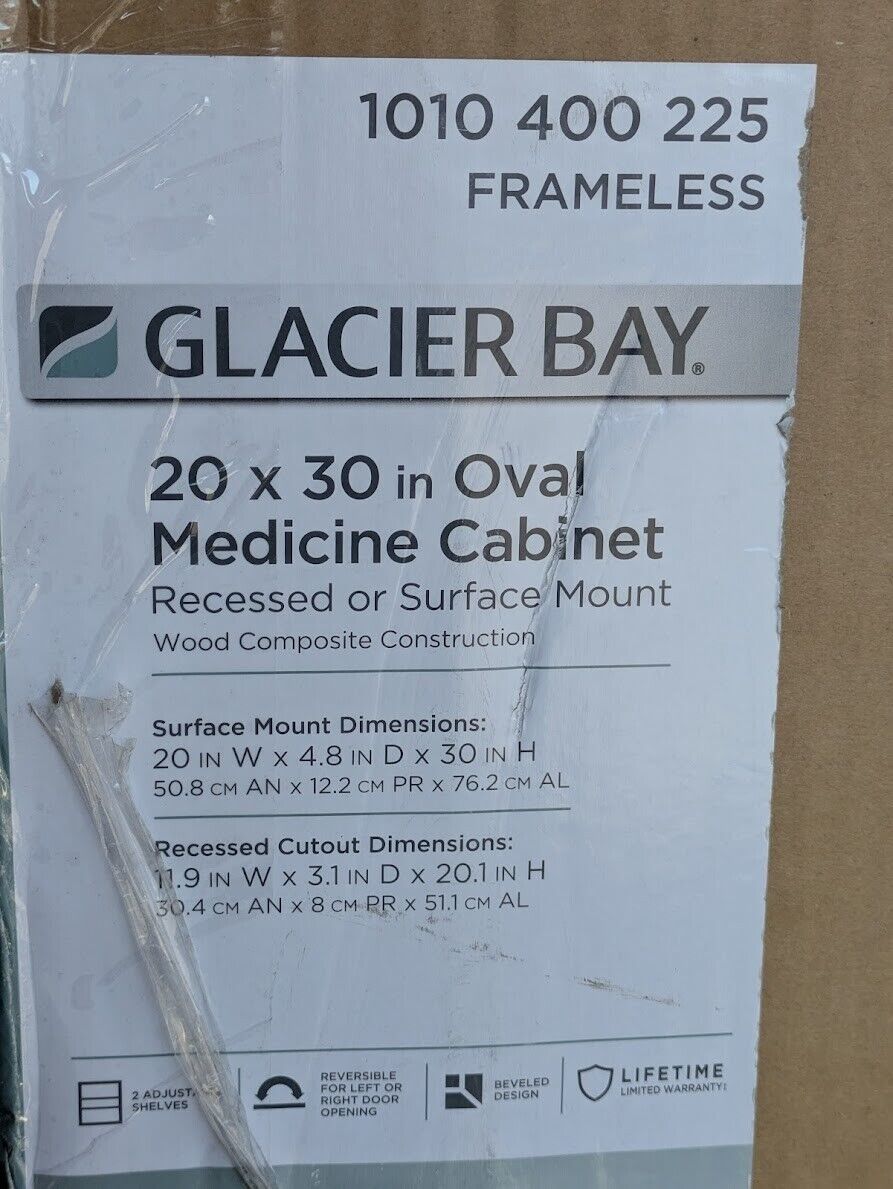 1010 400 225
FRAMELESS
GLACIER BAY®
20 x 30 in Oval
Medicine Cabinet
Recessed or Surface Mount
Wood Composite Construction
Surface Mount Dimensions:
20 IN W x 4.8 IN D x 30 IN H
50.8 CM AN x 12.2 CM PR x 76.2 CM AL
Recessed Cutout Dimensions:
11.9 IN W x 3.1 IN D x 20.1 IN H
30.4 CM AN x 8 CM PR x 51.1 CM AL
2 ADJUST
SHELVES
REVERSIBLE
FOR LEFT OR
RIGHT DOOR
OPENING
BEVELED
DESIGN
LIFETIME
LIMITED WARRANTY‡